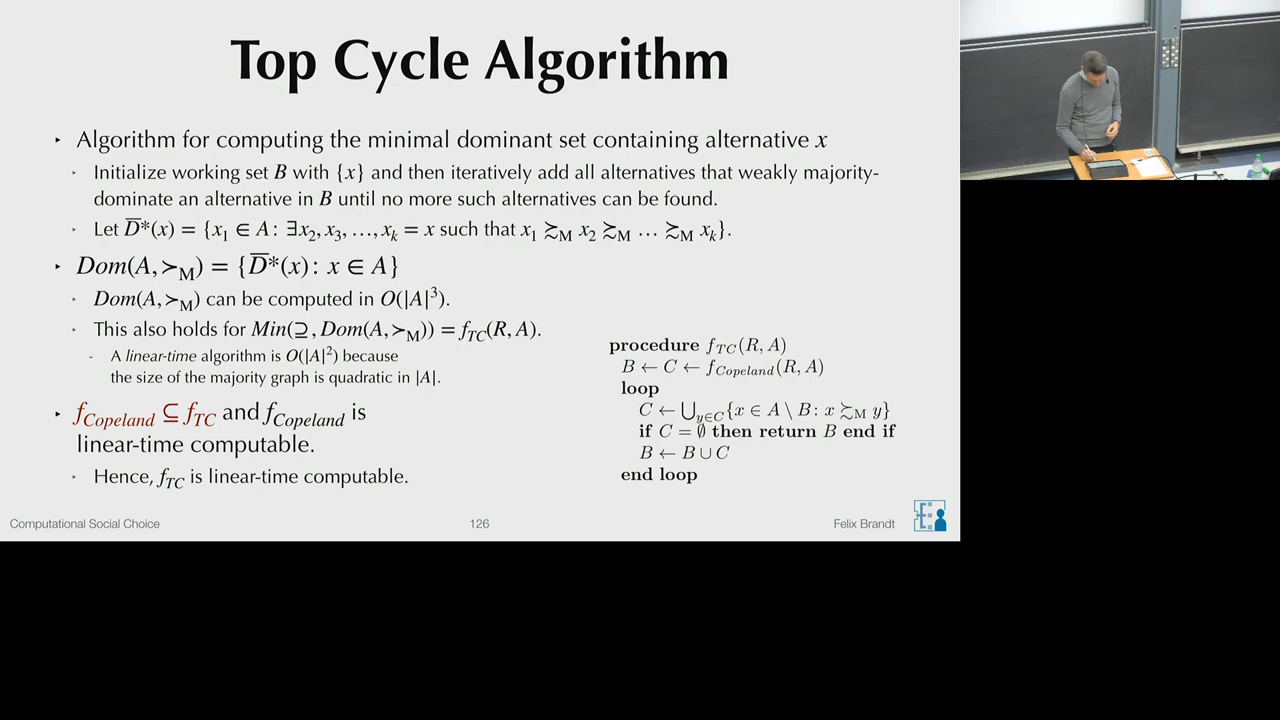 Top Cycle Algorithm
‣ Algorithm for computing the minimal dominant set containing alternative x
‣ Initialize working set B with {x} and then iteratively add all alternatives that weakly majority-
dominate an alternative in B until no more such alternatives can be found.
‣ Let D̅*(x) = {x₁ ∈ A: ∃x₂, x₃, …, xₖ = x such that x₁ ≿_M x₂ ≿_M … ≿_M xₖ}.
‣ Dom(A, ≻_M) = {D̅*(x): x ∈ A}
‣ Dom(A, ≻_M) can be computed in O(|A|³).
‣ This also holds for Min(⊇, Dom(A, ≻_M)) = f_TC(R, A).
- A linear-time algorithm is O(|A|²) because
the size of the majority graph is quadratic in |A|.
‣ f_Copeland ⊆ f_TC and f_Copeland is
linear-time computable.
‣ Hence, f_TC is linear-time computable.
procedure f_TC(R, A)
B ← C ← f_Copeland(R, A)
loop
C ← ⋃_{y∈C}{x ∈ A \ B: x ≿_M y}
if C = ∅ then return B end if
B ← B ∪ C
end loop
Computational Social Choice
126
Felix Brandt